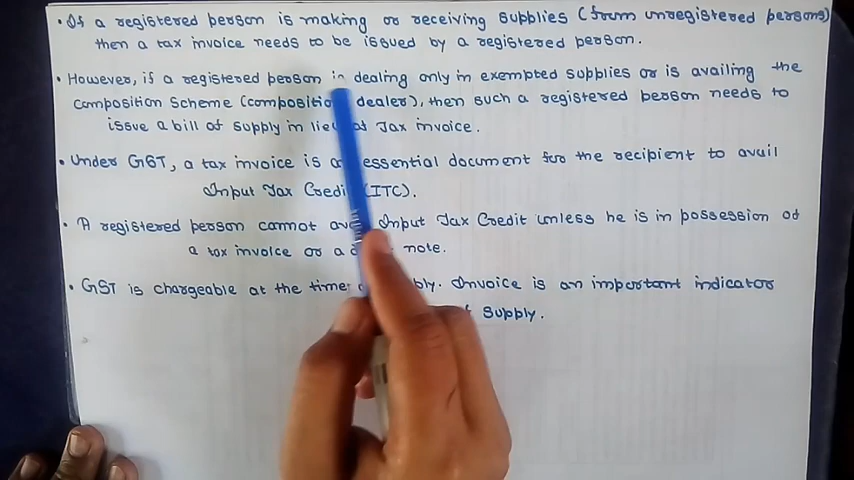 • If a registered person is making or receiving supplies (from unregistered persons)
then a tax invoice needs to be issued by a registered person.
• However, if a registered person is dealing only in exempted supplies or is availing the
composition scheme (composition dealer), then such a registered person needs to
issue a bill of supply in lieu of Tax invoice.
• Under GST, a tax invoice is an essential document for the recipient to avail
Input Tax Credit (ITC).
• A registered person cannot avail Input Tax Credit unless he is in possession of
a tax invoice or a note.
• GST is chargeable at the time supply. Invoice is an important indicator
supply.